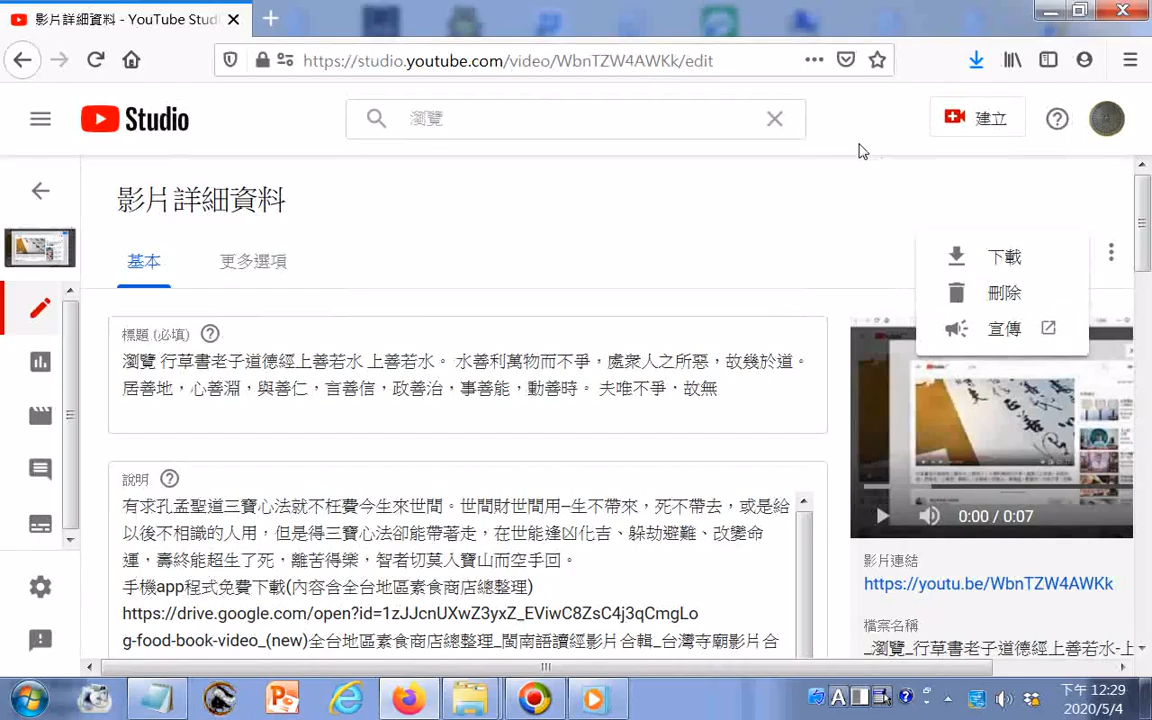 影片詳細資料 - YouTube Stud
https://studio.youtube.com/video/WbnTZW4AWKk/edit
Studio
瀏覽
建立
影片詳細資料
基本
更多選項
下載
刪除
宣傳
標題 (必填)
瀏覽 行草書老子道德經上善若水 上善若水。 水善利萬物而不爭，處衆人之所惡，故幾於道。
居善地，心善淵，與善仁，言善信，政善治，事善能，動善時。 夫唯不爭，故無
說明
有求孔孟聖道三寶心法就不枉費今生來世間。世間財世間用一生不帶來，死不帶去，或是給
以後不相識的人用，但是得三寶心法卻能帶著走，在世能逢凶化吉、躲劫避難、改變命
運，壽終能超生了死，離苦得樂，智者切莫入寶山而空手回。
手機app程式免費下載(內容含全台地區素食商店總整理)
https://drive.google.com/open?id=1zJJcnUXwZ3yxZ_EViwC8ZsC4j3qCmgLo
g-food-book-video_(new)全台地區素食商店總整理_閩南語讀經影片合輯_台灣寺廟影片合
0:00 / 0:07
影片連結
https://youtu.be/WbnTZW4AWKk
檔案名稱
_瀏覽_行草書老子道德經上善若水-上
下午 12:29
2020/5/4